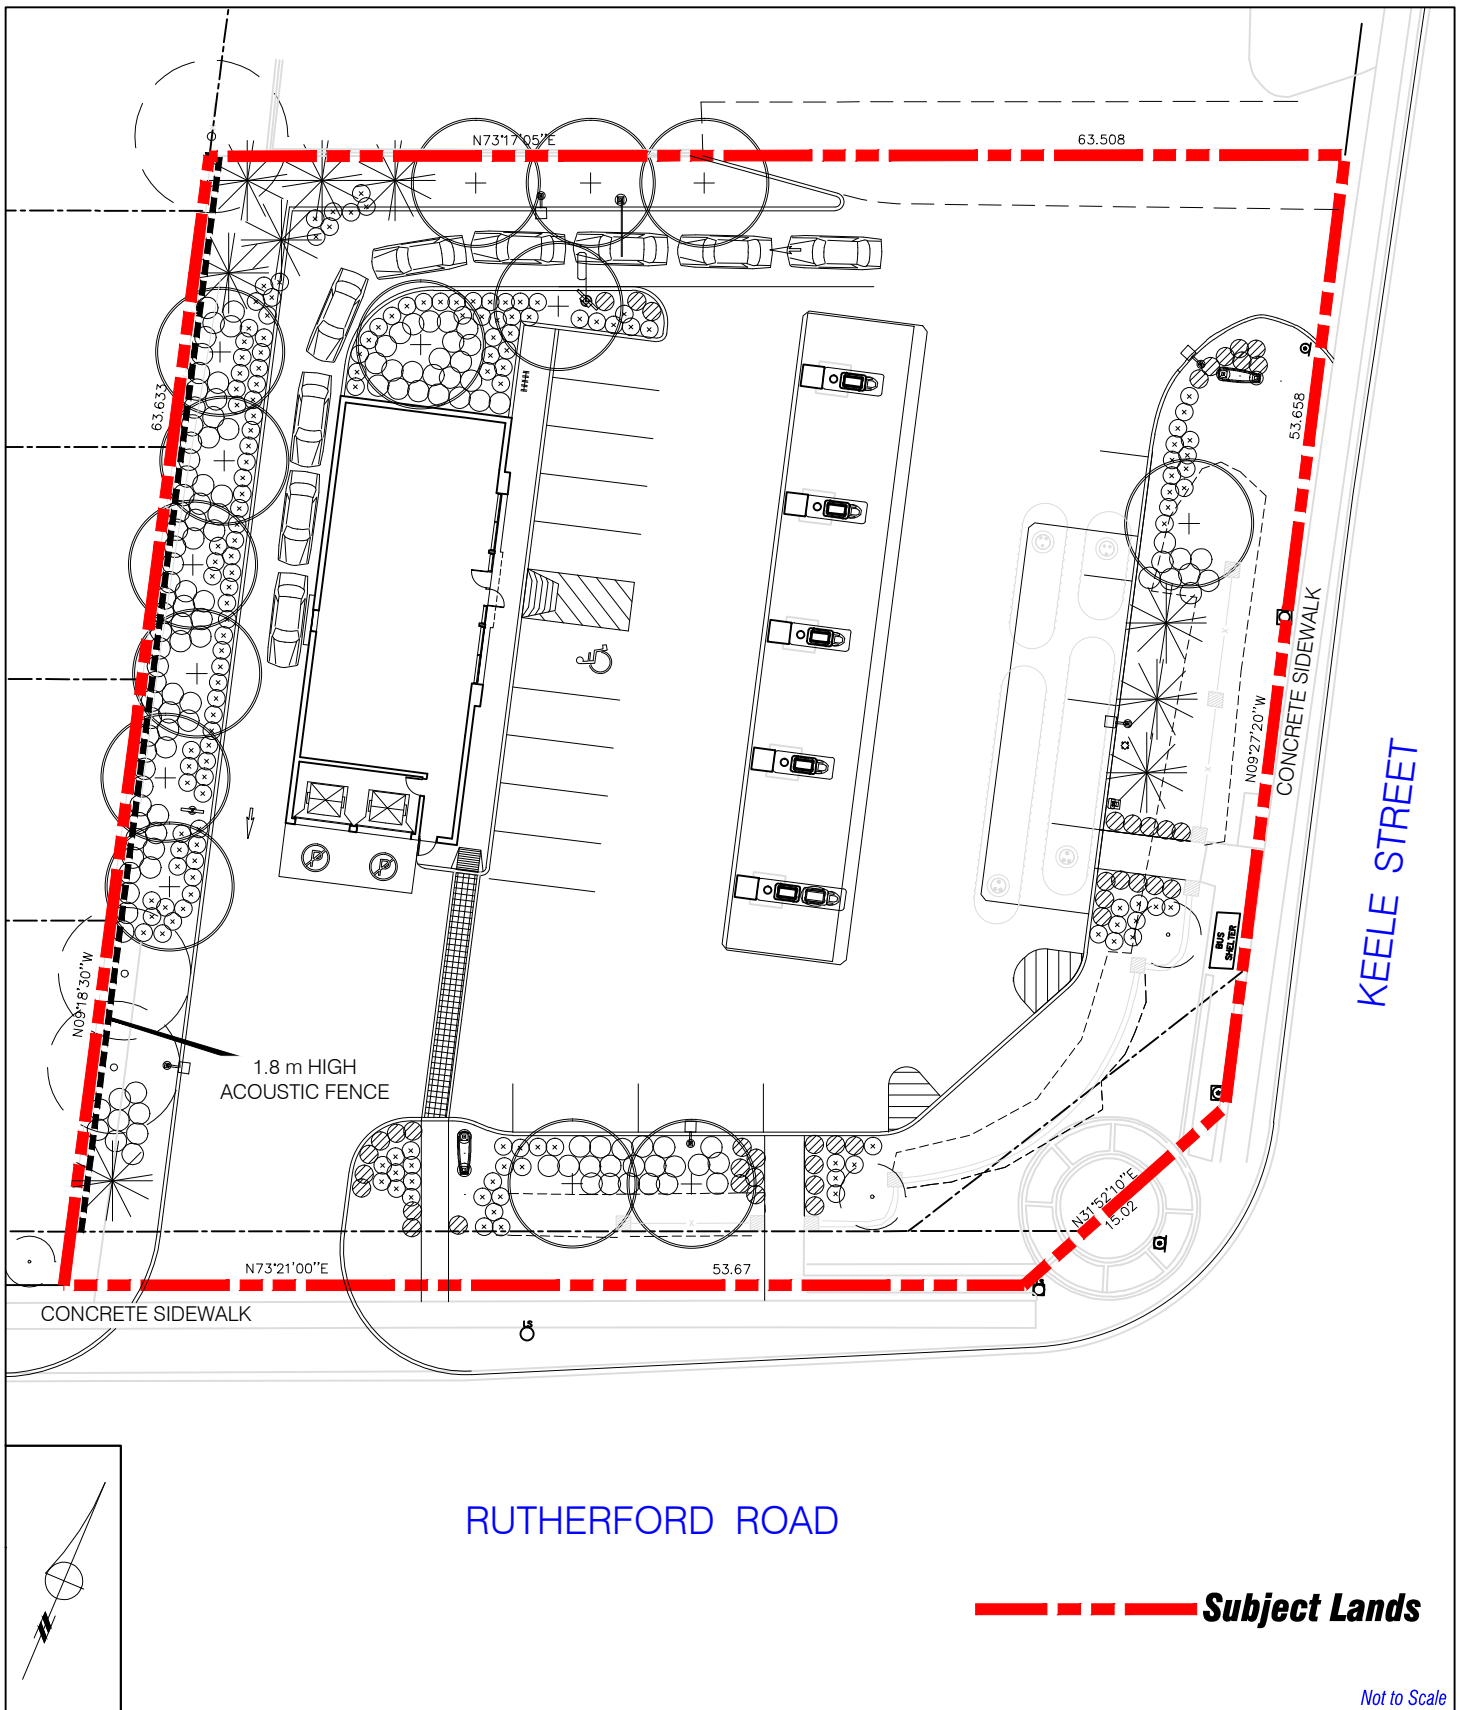 N73°17'05"E
63.508
63.633
53.658
CONCRETE SIDEWALK
N09°27'20"W
KEELE STREET
BUS
SHELTER
N09°18'30"W
1.8 m HIGH
ACOUSTIC FENCE
N31°52'10"E
15.02
N73°21'00"E
53.67
CONCRETE SIDEWALK
LS
RUTHERFORD ROAD
N
Subject Lands
Not to Scale